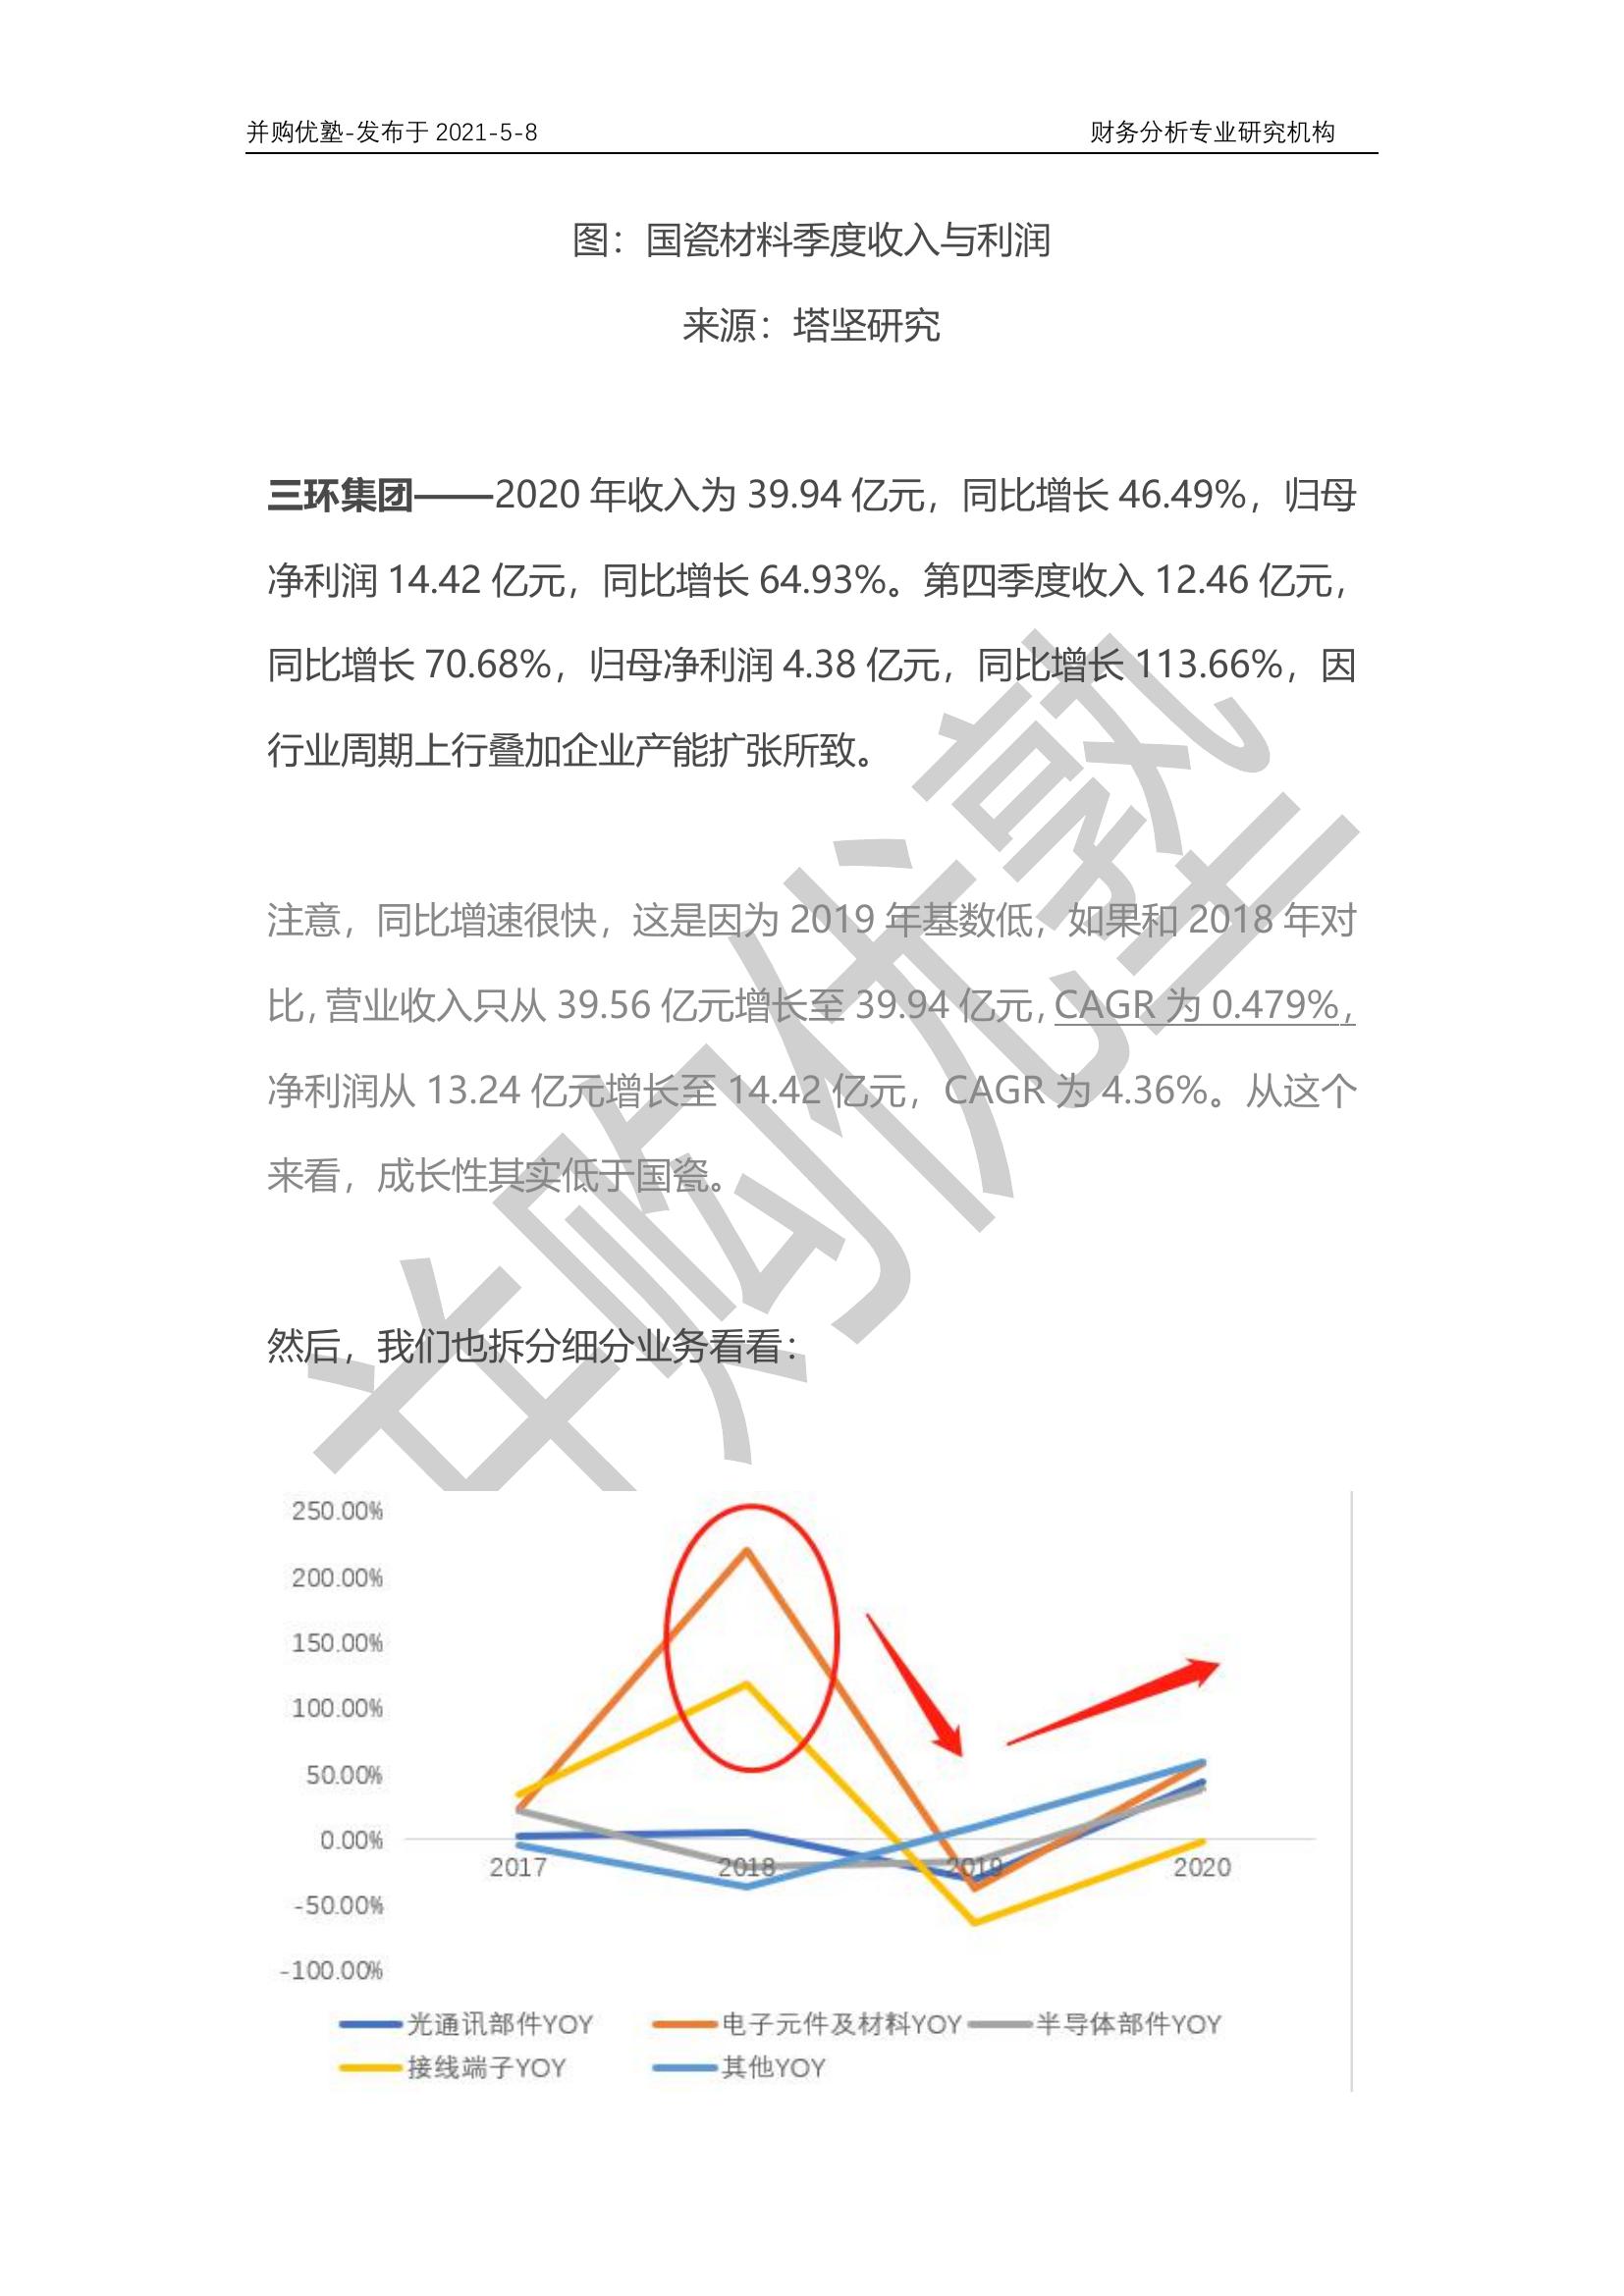 并购优塾-发布于 2021-5-8 财务分析专业研究机构
图：国瓷材料季度收入与利润
来源：塔坚研究
三环集团——2020 年收入为 39.94 亿元，同比增长 46.49%，归母
净利润 14.42 亿元，同比增长 64.93%。第四季度收入 12.46 亿元，
同比增长 70.68%，归母净利润 4.38 亿元，同比增长 113.66%，因
行业周期上行叠加企业产能扩张所致。
注意，同比增速很快，这是因为 2019 年基数低，如果和 2018 年对
比，营业收入只从 39.56 亿元增长至 39.94 亿元，CAGR 为 0.479%，
净利润从 13.24 亿元增长至 14.42 亿元，CAGR 为 4.36%。从这个
来看，成长性其实低于国瓷。
然后，我们也拆分细分业务看看：
并购优塾
250.00%
200.00%
150.00%
100.00%
50.00%
0.00%
-50.00%
-100.00%
2017 2018 2019 2020
光通讯部件YOY 电子元件及材料YOY 半导体部件YOY
接线端子YOY 其他YOY